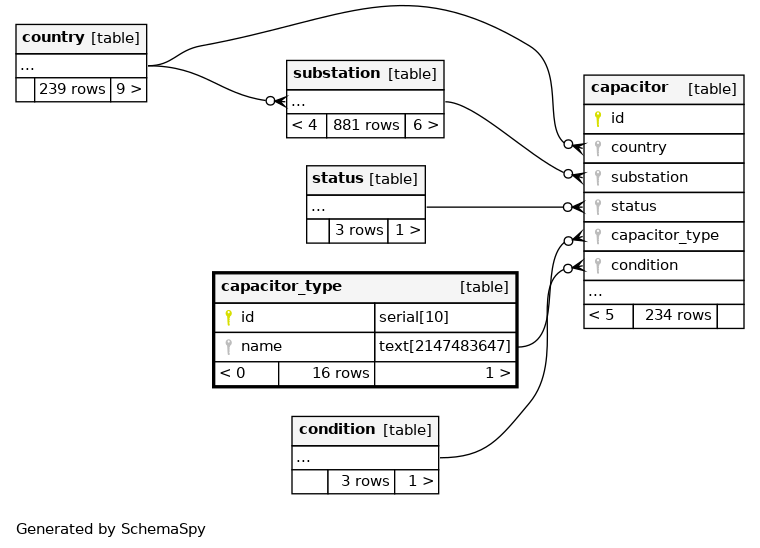 country [table]
...
239 rows 9 >
substation [table]
...
< 4 881 rows 6 >
status [table]
...
3 rows 1 >
capacitor_type [table]
id serial[10]
name text[2147483647]
< 0 16 rows 1 >
condition [table]
...
3 rows 1 >
capacitor [table]
id
country
substation
status
capacitor_type
condition
...
< 5 234 rows
Generated by SchemaSpy